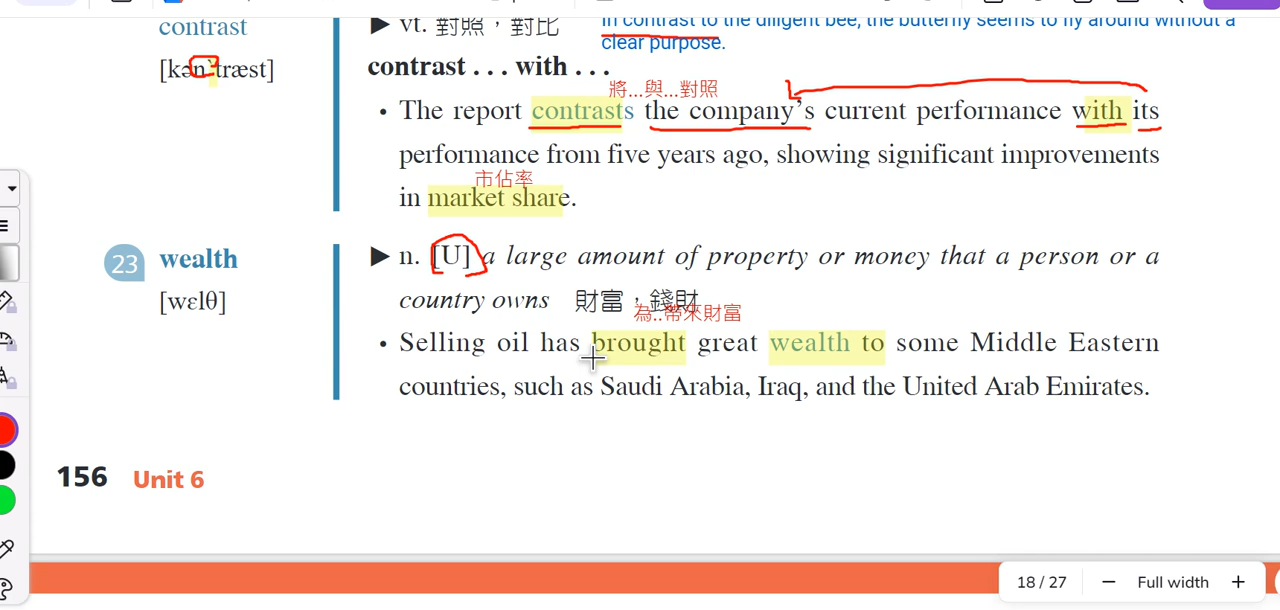 In contrast to the diligent bee, the butterfly seems to fly around without a
clear purpose.
contrast
▶ vt. 對照，對比
[kənˋtræst]
contrast . . . with . . .
將...與...對照
• The report contrasts the company's current performance with its
performance from five years ago, showing significant improvements
市佔率
in market share.
23 wealth
[wɛlθ]
▶ n. [U] a large amount of property or money that a person or a
country owns 財富，錢財
為..帶來財富
• Selling oil has brought great wealth to some Middle Eastern
countries, such as Saudi Arabia, Iraq, and the United Arab Emirates.
156 Unit 6
18 / 27 — Full width +